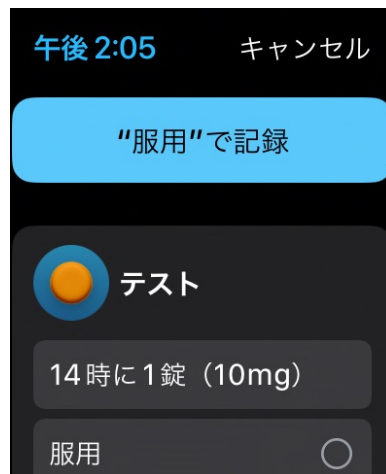 午後 2:05 キャンセル
“服用”で記録
テスト
14時に1錠（10mg）
服用